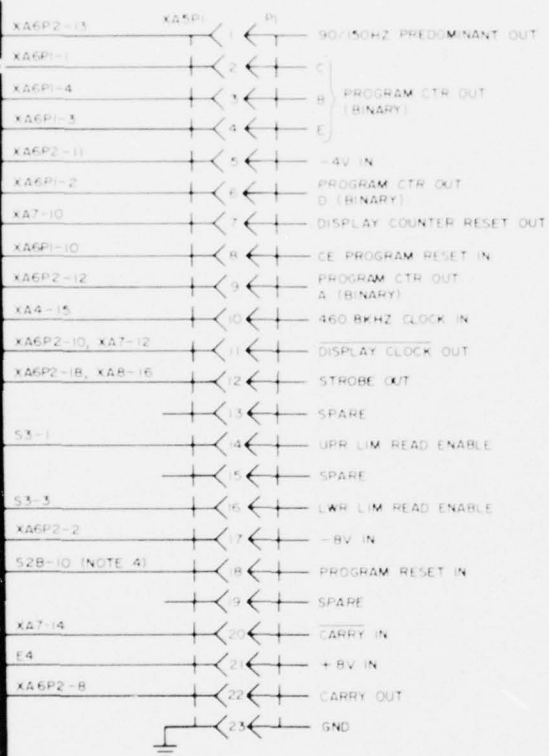 XA5P1 P1
XA6P2-13 1 90/150HZ PREDOMINANT OUT
XA6P1-1 2 C
XA6P1-4 3 B PROGRAM CTR OUT
(BINARY)
XA6P1-3 4 E
XA6P2-11 5 -4V IN
XA6P1-2 6 PROGRAM CTR OUT
D (BINARY)
XA7-10 7 DISPLAY COUNTER RESET OUT
XA6P1-10 8 CE PROGRAM RESET IN
XA6P2-12 9 PROGRAM CTR OUT
A (BINARY)
XA4-15 10 460.8KHZ CLOCK IN
XA6P2-10, XA7-12 11 DISPLAY CLOCK OUT
XA6P2-18, XA8-16 12 STROBE OUT
13 SPARE
S3-1 14 UPR LIM READ ENABLE
15 SPARE
S3-3 16 LWR LIM READ ENABLE
XA6P2-2 17 -8V IN
S2B-10 (NOTE 4) 18 PROGRAM RESET IN
19 SPARE
XA7-14 20 CARRY IN
E4 21 +8V IN
XA6P2-8 22 CARRY OUT
23 GND